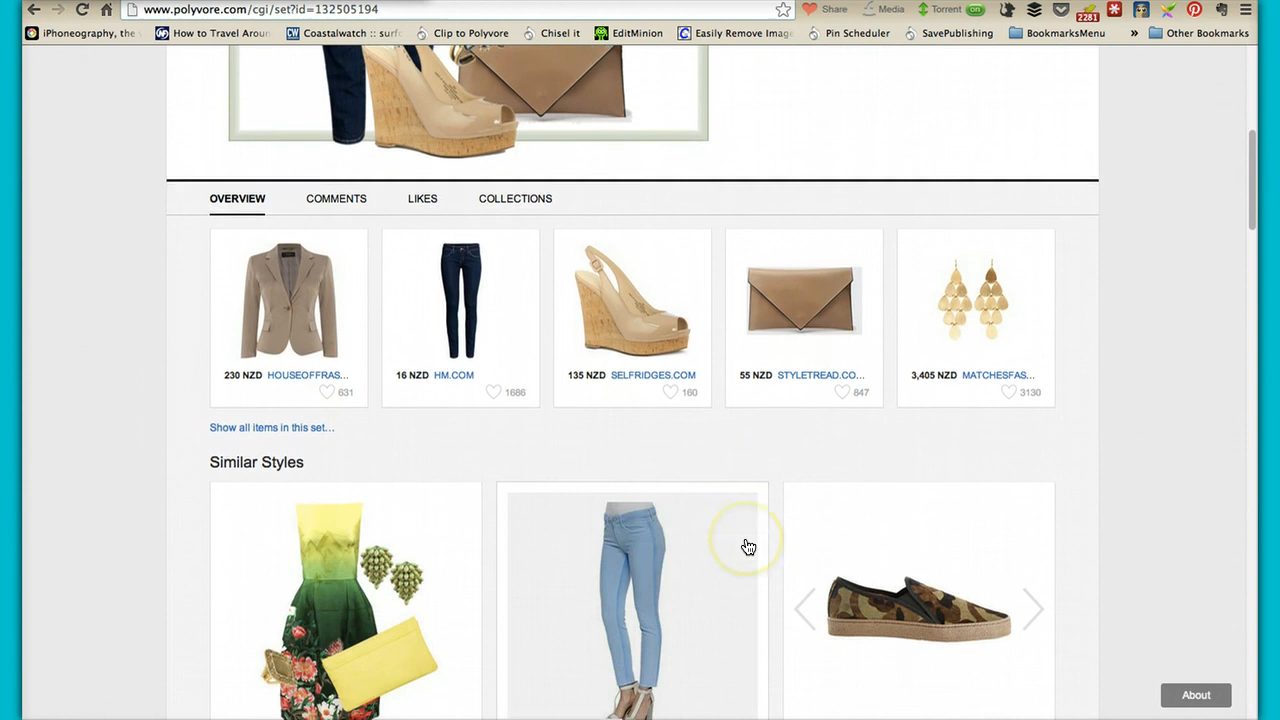 www.polyvore.com/cgi/set?id=132505194
Share
Media
Torrent on
2281
iPhoneography, the
How to Travel Aroun
Coastalwatch :: surf
Clip to Polyvore
Chisel it
EditMinion
Easily Remove Imag
Pin Scheduler
SavePublishing
BookmarksMenu
»
Other Bookmarks
OVERVIEW
COMMENTS
LIKES
COLLECTIONS
230 NZD HOUSEOFFRAS...
631
16 NZD HM.COM
1686
135 NZD SELFRIDGES.COM
160
55 NZD STYLETREAD.CO...
847
3,405 NZD MATCHESFAS...
3130
Show all items in this set...
Similar Styles
About